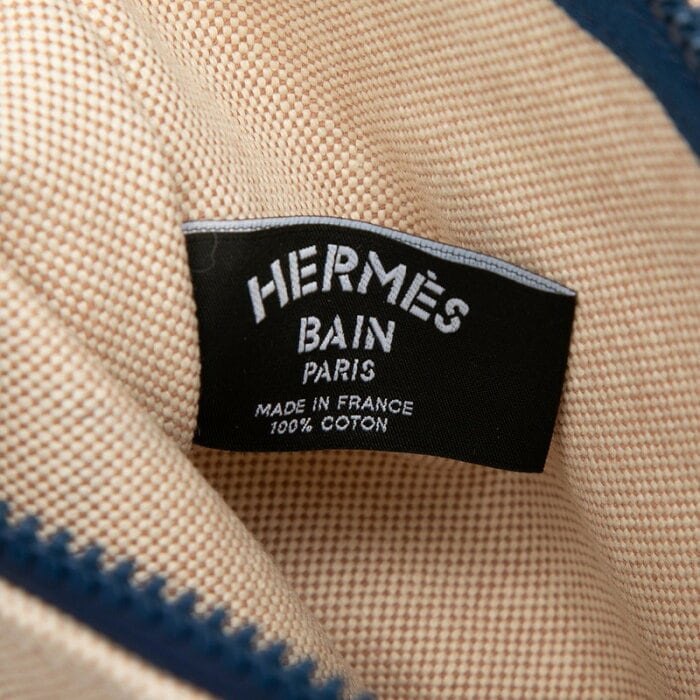 HERMÈS
BAIN
PARIS
MADE IN FRANCE
100% COTON